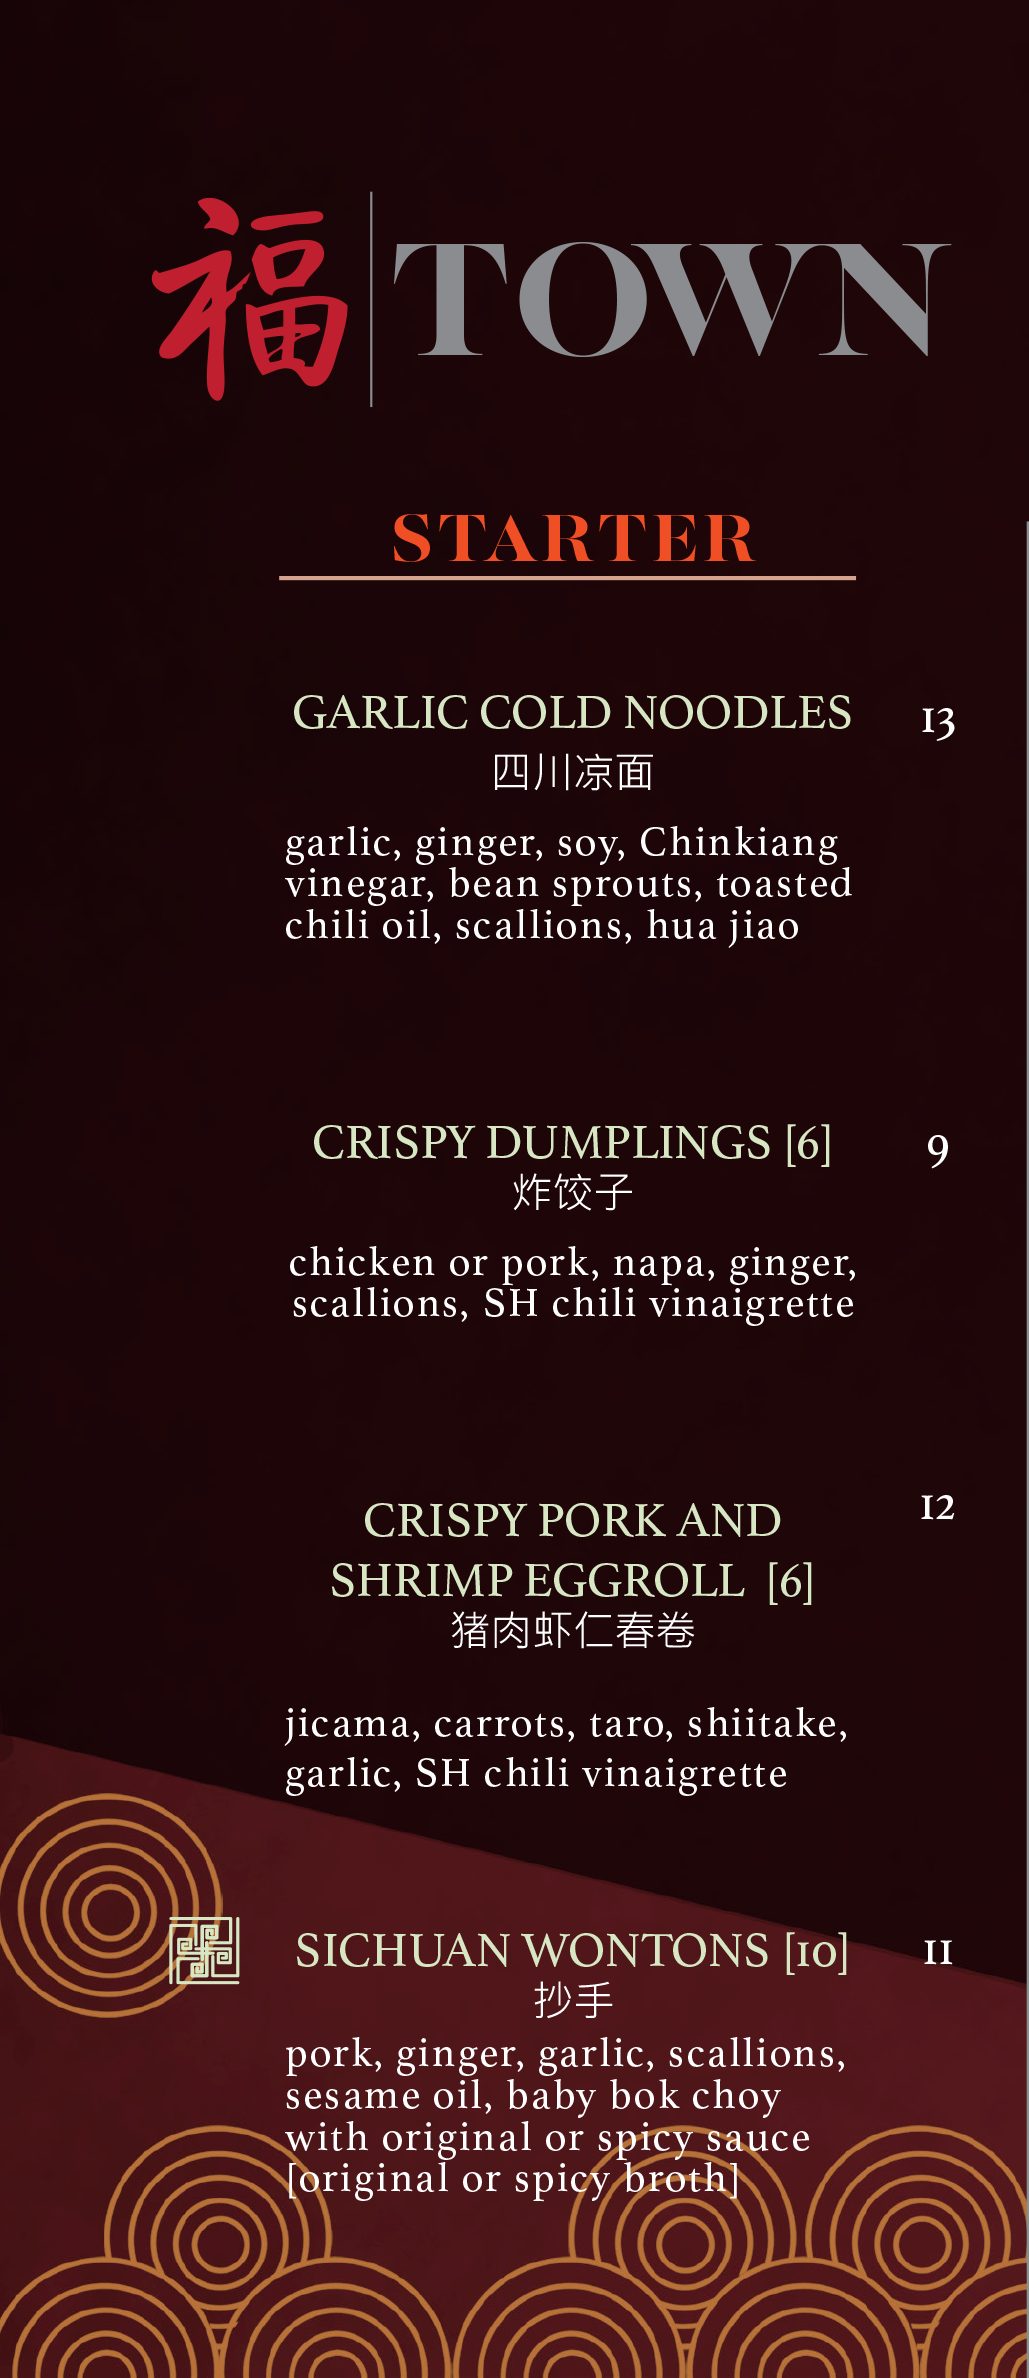 福 TOWN
STARTER
GARLIC COLD NOODLES 13
四川凉面
garlic, ginger, soy, Chinkiang
vinegar, bean sprouts, toasted
chili oil, scallions, hua jiao
CRISPY DUMPLINGS [6] 9
炸饺子
chicken or pork, napa, ginger,
scallions, SH chili vinaigrette
CRISPY PORK AND 12
SHRIMP EGGROLL [6]
猪肉虾仁春卷
jicama, carrots, taro, shiitake,
garlic, SH chili vinaigrette
SICHUAN WONTONS [10] 11
抄手
pork, ginger, garlic, scallions,
sesame oil, baby bok choy
with original or spicy sauce
[original or spicy broth]